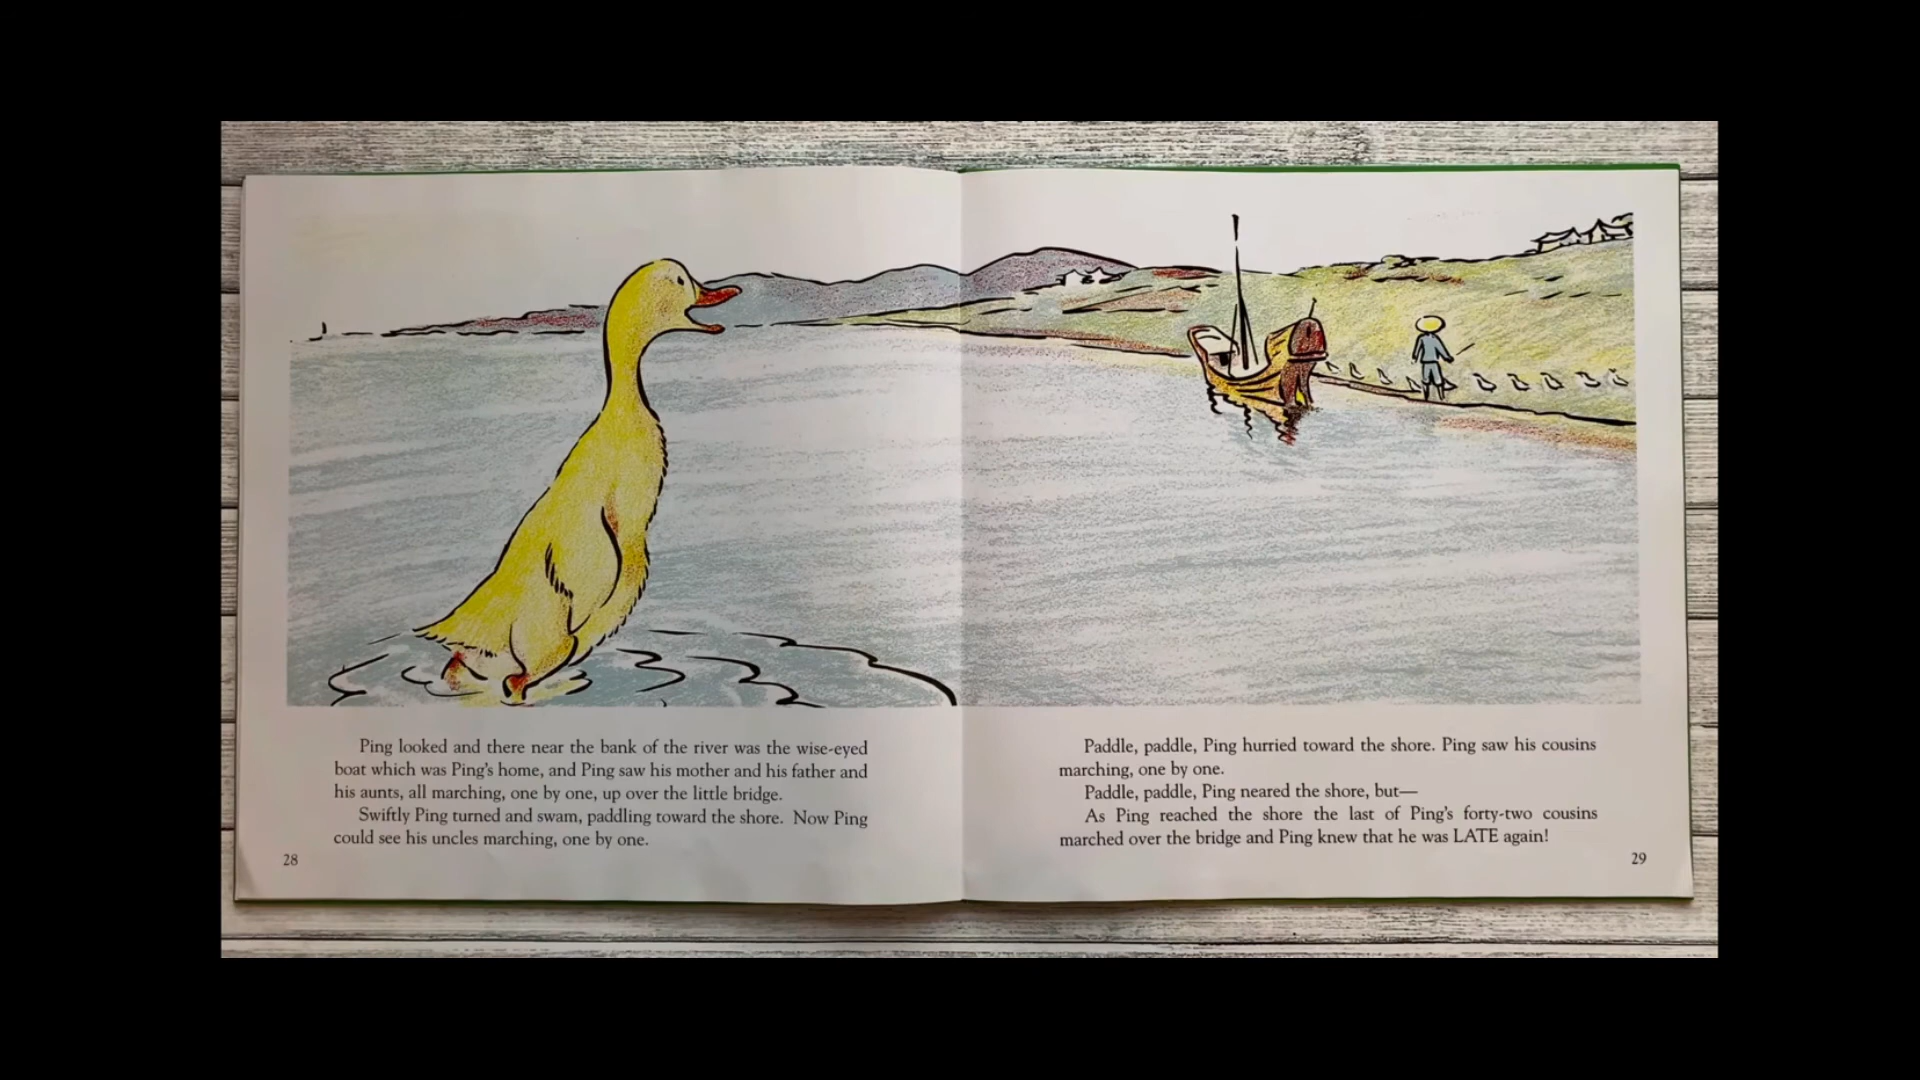 Ping looked and there near the bank of the river was the wise-eyed
boat which was Ping's home, and Ping saw his mother and his father and
his aunts, all marching, one by one, up over the little bridge.
Swiftly Ping turned and swam, paddling toward the shore. Now Ping
could see his uncles marching, one by one.
28
Paddle, paddle, Ping hurried toward the shore. Ping saw his cousins
marching, one by one.
Paddle, paddle, Ping neared the shore, but—
As Ping reached the shore the last of Ping's forty-two cousins
marched over the bridge and Ping knew that he was LATE again!
29